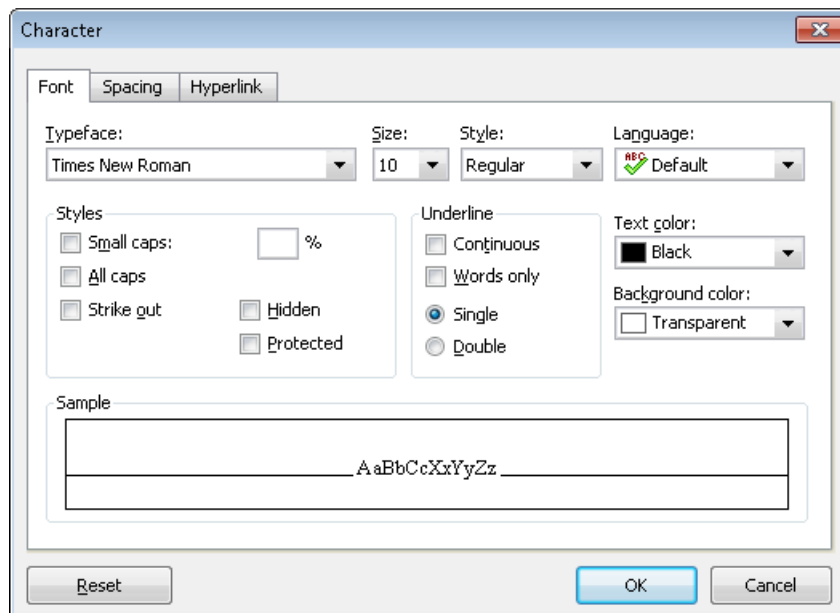 Character
Font Spacing Hyperlink
Typeface: Size: Style: Language:
Times New Roman 10 Regular ABC Default
Styles Underline Text color:
Small caps: % Continuous Black
All caps Words only
Background color:
Strike out Hidden Single Transparent
Protected Double
Sample
AaBbCcXxYyZz
Reset OK Cancel